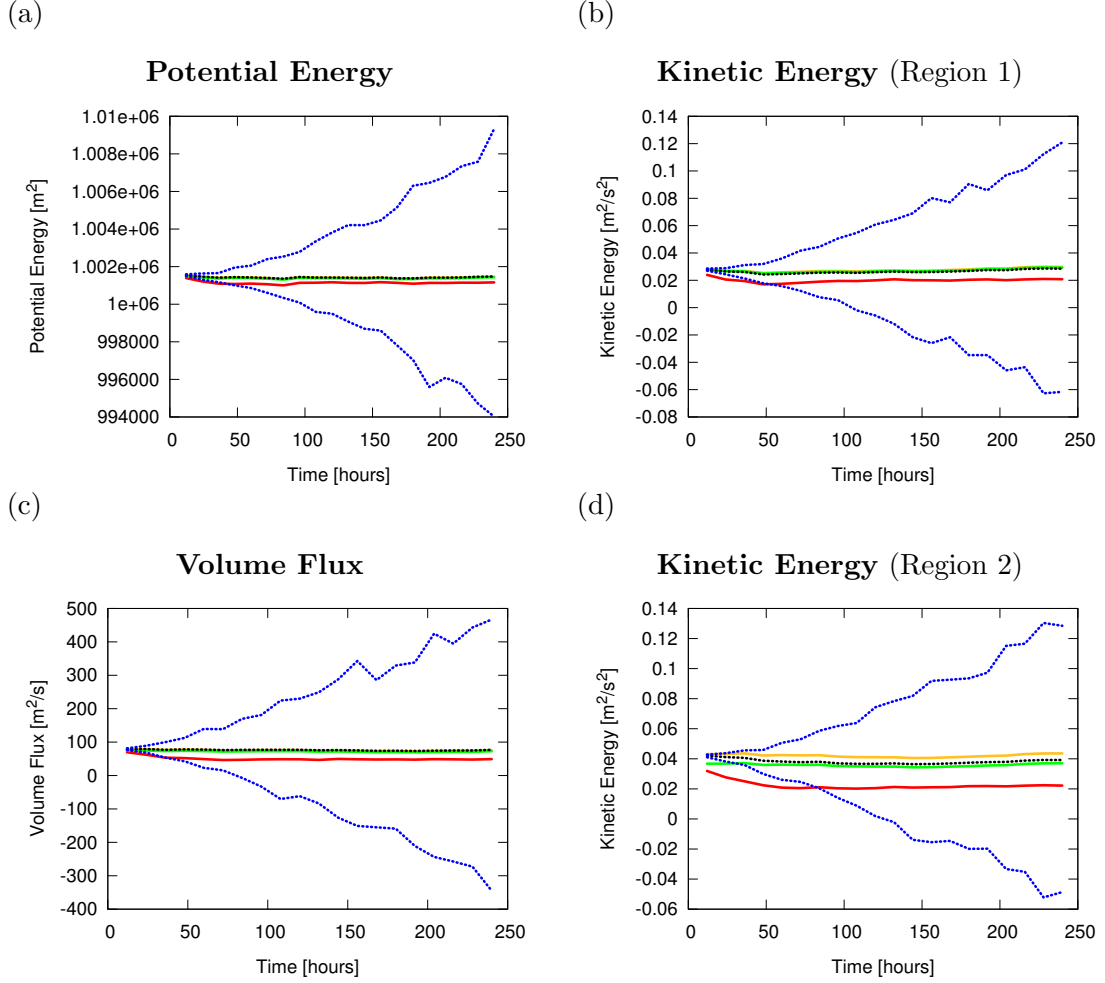 (a)
Potential Energy
Potential Energy [m²]
1.01e+06
1.008e+06
1.006e+06
1.004e+06
1.002e+06
1e+06
998000
996000
994000
0 50 100 150 200 250
Time [hours]
(b)
Kinetic Energy (Region 1)
Kinetic Energy [m²/s²]
0.14
0.12
0.1
0.08
0.06
0.04
0.02
0
-0.02
-0.04
-0.06
-0.08
0 50 100 150 200 250
Time [hours]
(c)
Volume Flux
Volume Flux [m²/s]
500
400
300
200
100
0
-100
-200
-300
-400
0 50 100 150 200 250
Time [hours]
(d)
Kinetic Energy (Region 2)
Kinetic Energy [m²/s²]
0.14
0.12
0.1
0.08
0.06
0.04
0.02
0
-0.02
-0.04
-0.06
0 50 100 150 200 250
Time [hours]